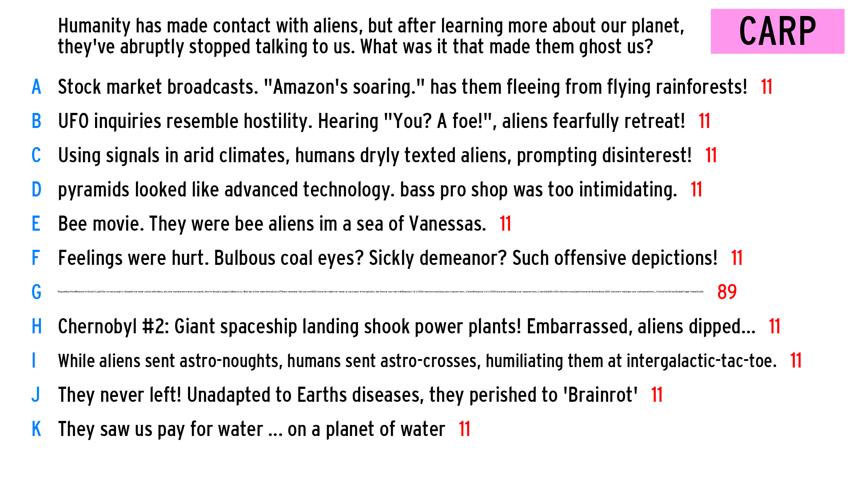 Humanity has made contact with aliens, but after learning more about our planet,
they've abruptly stopped talking to us. What was it that made them ghost us?
CARP
A Stock market broadcasts. "Amazon's soaring." has them fleeing from flying rainforests! 11
B UFO inquiries resemble hostility. Hearing "You? A foe!", aliens fearfully retreat! 11
C Using signals in arid climates, humans dryly texted aliens, prompting disinterest! 11
D pyramids looked like advanced technology. bass pro shop was too intimidating. 11
E Bee movie. They were bee aliens im a sea of Vanessas. 11
F Feelings were hurt. Bulbous coal eyes? Sickly demeanor? Such offensive depictions! 11
G 89
H Chernobyl #2: Giant spaceship landing shook power plants! Embarrassed, aliens dipped... 11
I While aliens sent astro-noughts, humans sent astro-crosses, humiliating them at intergalactic-tac-toe. 11
J They never left! Unadapted to Earths diseases, they perished to 'Brainrot' 11
K They saw us pay for water ... on a planet of water 11